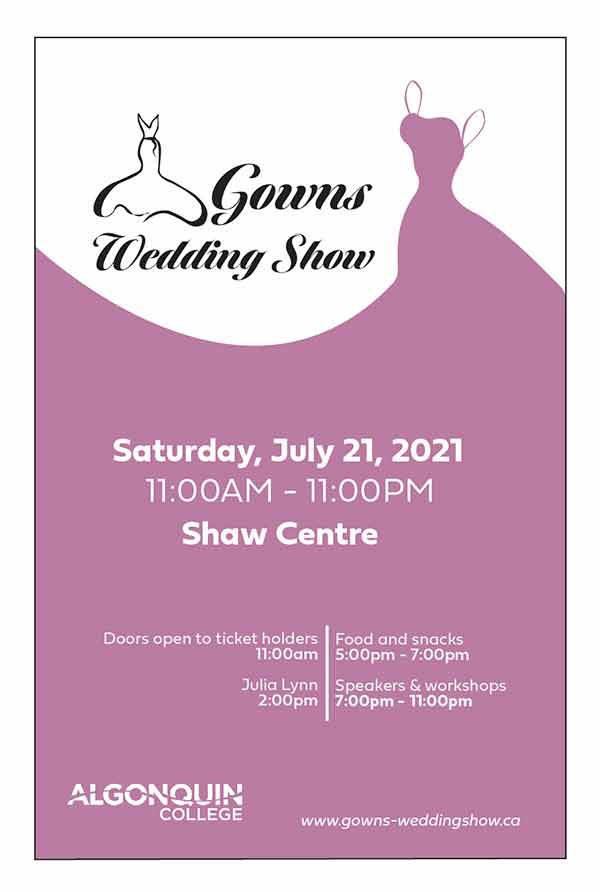 Gowns
Wedding Show
Saturday, July 21, 2021
11:00AM - 11:00PM
Shaw Centre
Doors open to ticket holders
11:00am
Julia Lynn
2:00pm
Food and snacks
5:00pm - 7:00pm
Speakers & workshops
7:00pm - 11:00pm
ALGONQUIN
COLLEGE
www.gowns-weddingshow.ca